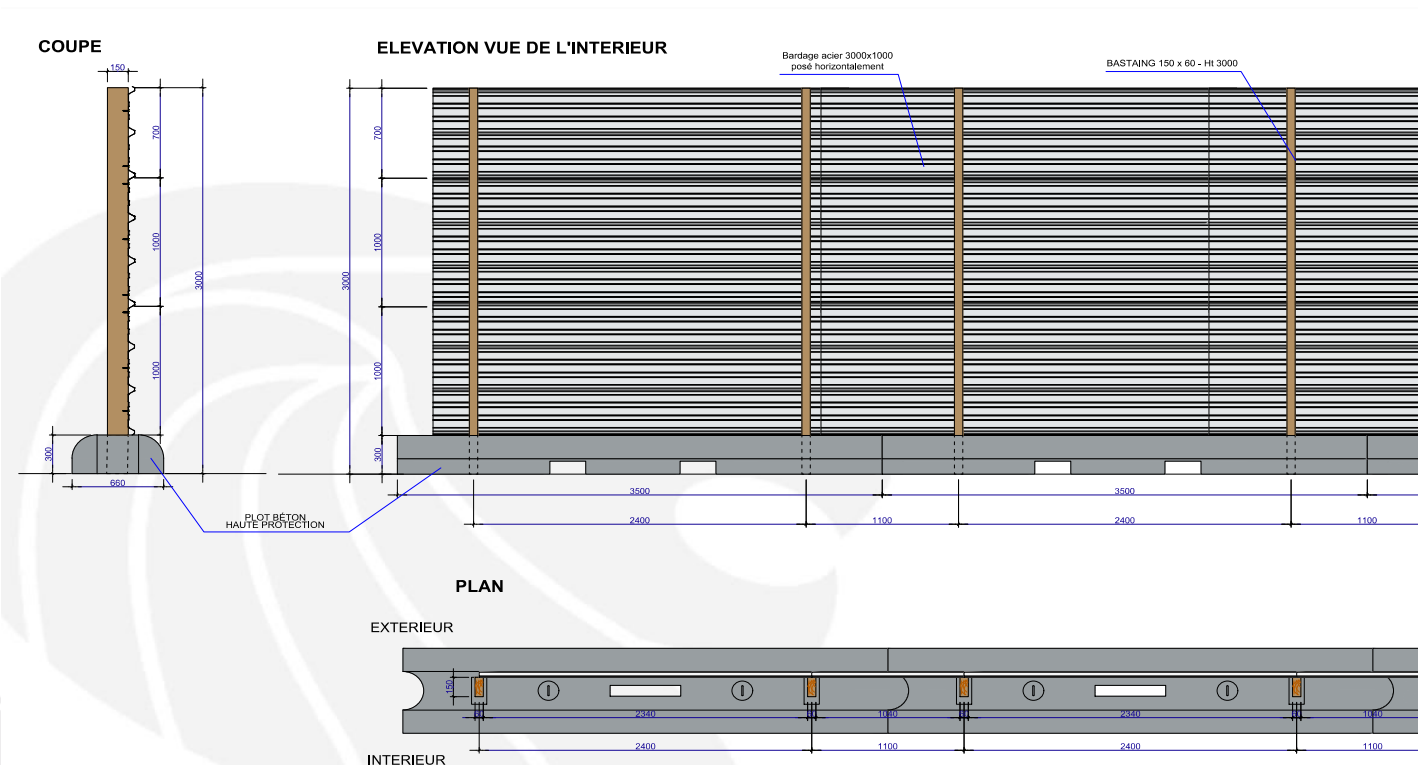 COUPE
ELEVATION VUE DE L'INTERIEUR
Bardage acier 3000x1000
posé horizontalement
BASTAING 150 x 60 - Ht 3000
150
700
1000
1000
3000
300
660
PLOT BÉTON
HAUTE PROTECTION
3000
700
1000
1000
300
3500
3500
2400
1100
2400
1100
PLAN
EXTERIEUR
150
2340
1040
2340
1040
2400
1100
2400
1100
INTERIEUR